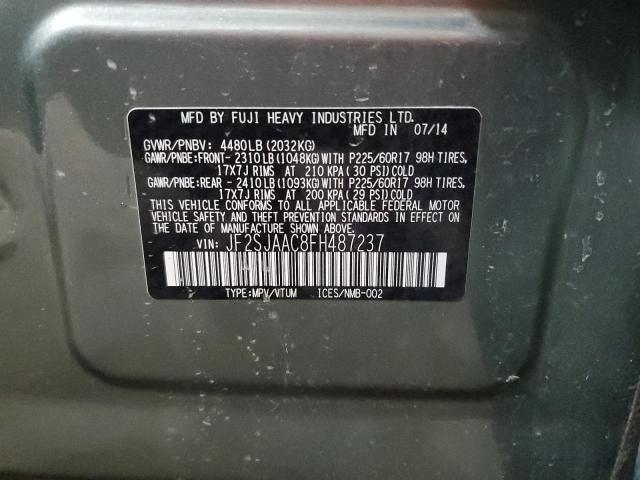 MFD BY FUJI HEAVY INDUSTRIES LTD.
MFD IN 07/14
GVWR/PNBV: 4480LB(2032KG)
GAWR/PNBE:FRONT- 2310LB(1048KG)WITH P225/60R17 98H TIRES,
17X7J RIMS AT 210 KPA(30 PSI)COLD
GAWR/PNBE:REAR - 2410LB(1093KG)WITH P225/60R17 98H TIRES,
17X7J RIMS AT 200 KPA(29 PSI)COLD
THIS VEHICLE CONFORMS TO ALL APPLICABLE FEDERAL MOTOR
VEHICLE SAFETY AND THEFT PREVENTION STANDARDS IN EFFECT ON
THE DATE OF MANUFACTURE SHOWN ABOVE.
VIN: JF2SJAAC8FH487237
TYPE:MPV/VTUM ICES/NMB-002